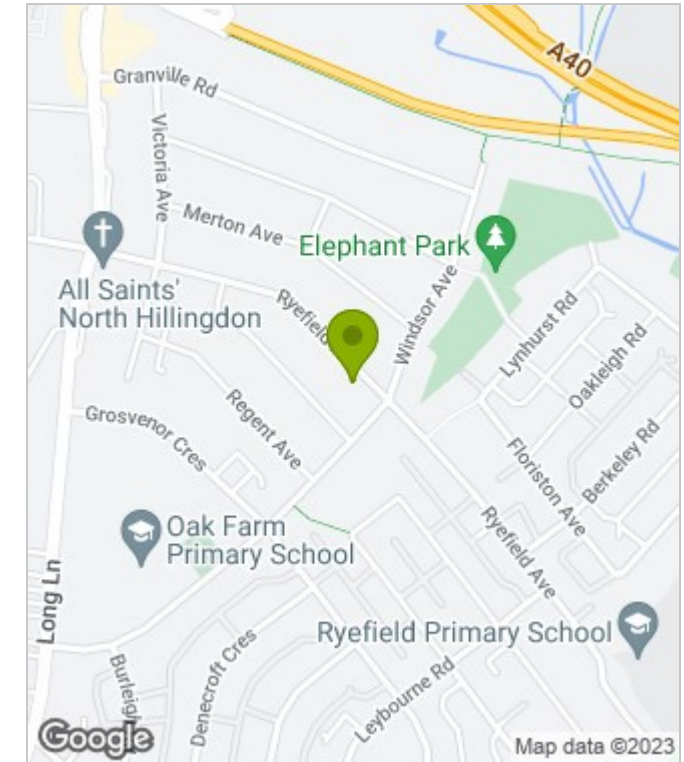 A40
Granville Rd
Victoria Ave
Merton Ave
Elephant Park
Windsor Ave
All Saints'
North Hillingdon
Ryefield
Lynhurst Rd
Oakleigh Rd
Regent Ave
Grosvenor Cres
Berkeley Rd
Floriston Ave
Oak Farm
Primary School
Ryefield Ave
Long Ln
Ryefield Primary School
Burleigh
Denecroft Cres
Leybourne Rd
Google
Map data ©2023